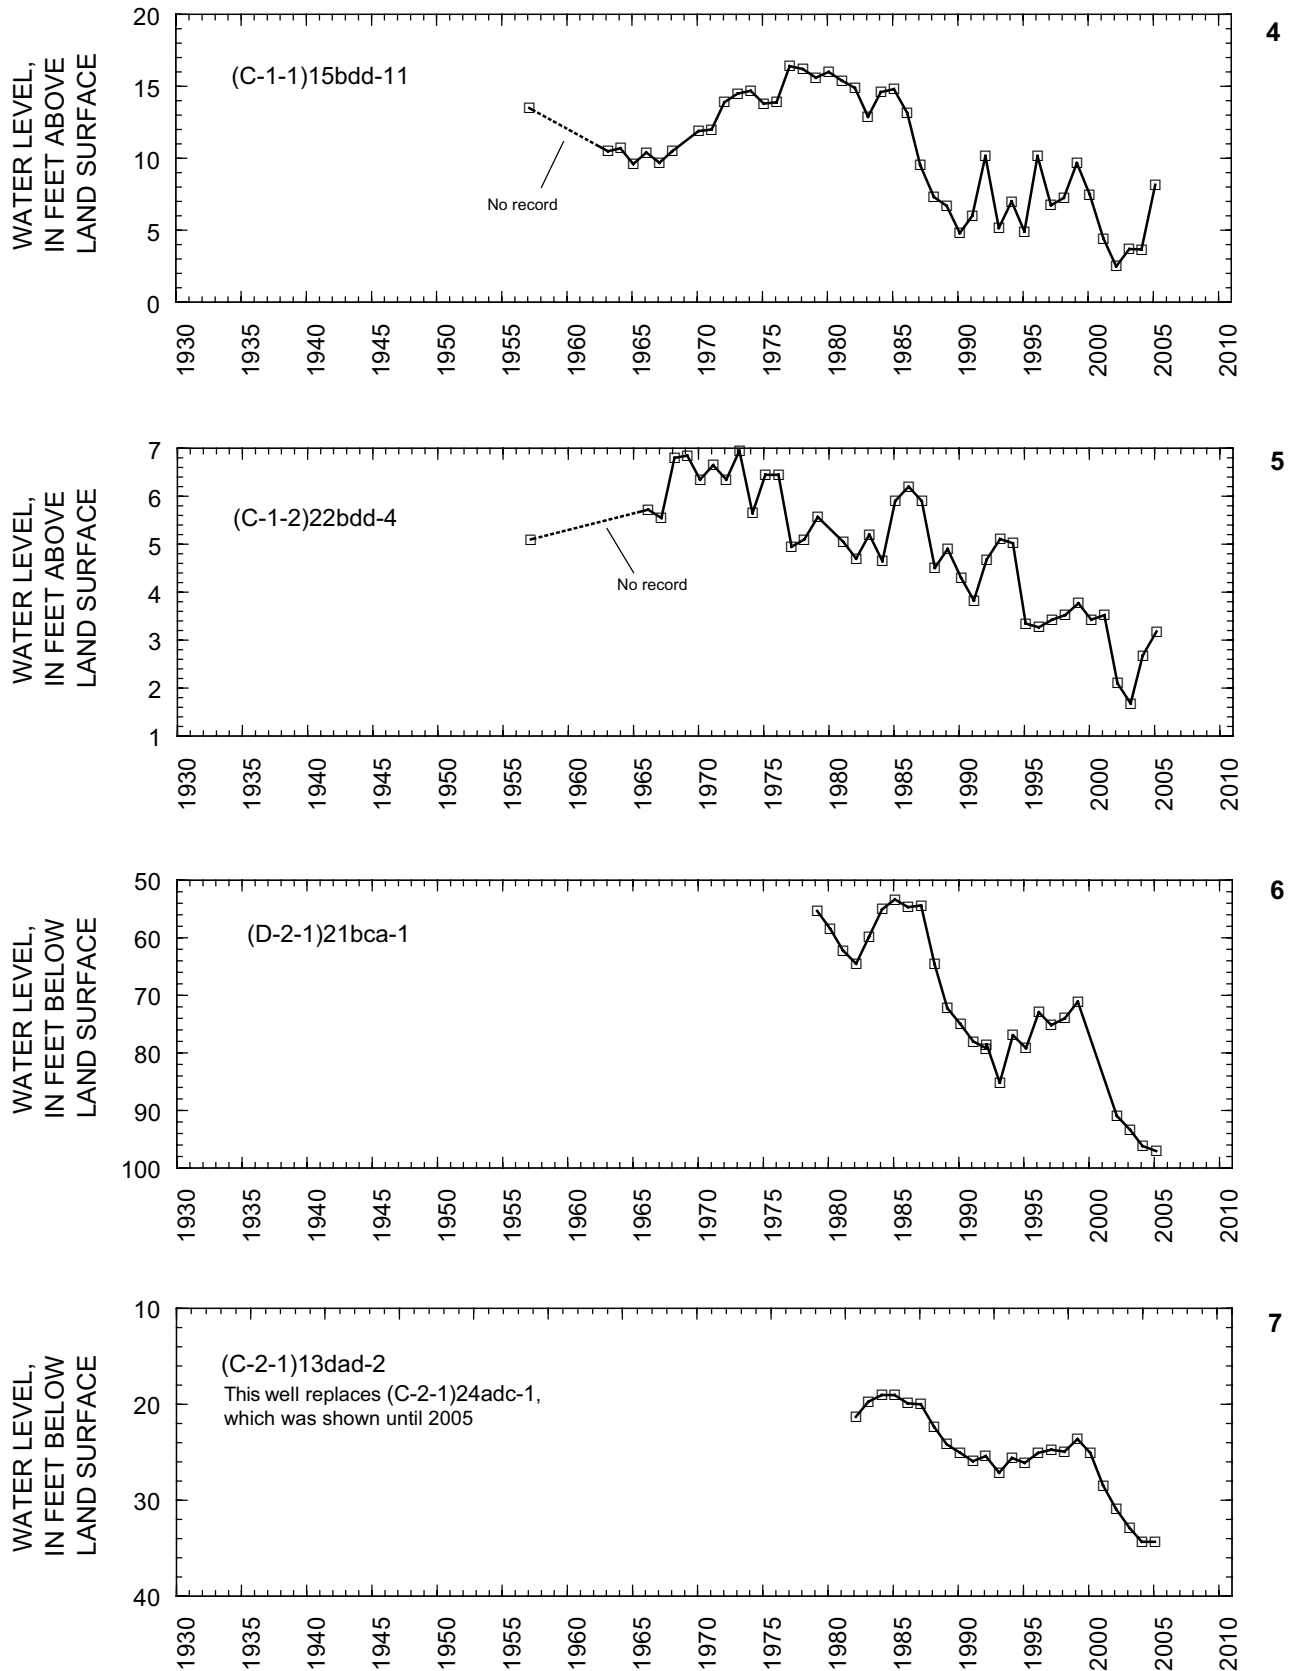 4
WATER LEVEL,
IN FEET ABOVE
LAND SURFACE
20
15
10
5
0
(C-1-1)15bdd-11
No record
1930 1935 1940 1945 1950 1955 1960 1965 1970 1975 1980 1985 1990 1995 2000 2005 2010
5
WATER LEVEL,
IN FEET ABOVE
LAND SURFACE
7
6
5
4
3
2
1
(C-1-2)22bdd-4
No record
1930 1935 1940 1945 1950 1955 1960 1965 1970 1975 1980 1985 1990 1995 2000 2005 2010
6
WATER LEVEL,
IN FEET BELOW
LAND SURFACE
50
60
70
80
90
100
(D-2-1)21bca-1
1930 1935 1940 1945 1950 1955 1960 1965 1970 1975 1980 1985 1990 1995 2000 2005 2010
7
WATER LEVEL,
IN FEET BELOW
LAND SURFACE
10
20
30
40
(C-2-1)13dad-2
This well replaces (C-2-1)24adc-1,
which was shown until 2005
1930 1935 1940 1945 1950 1955 1960 1965 1970 1975 1980 1985 1990 1995 2000 2005 2010